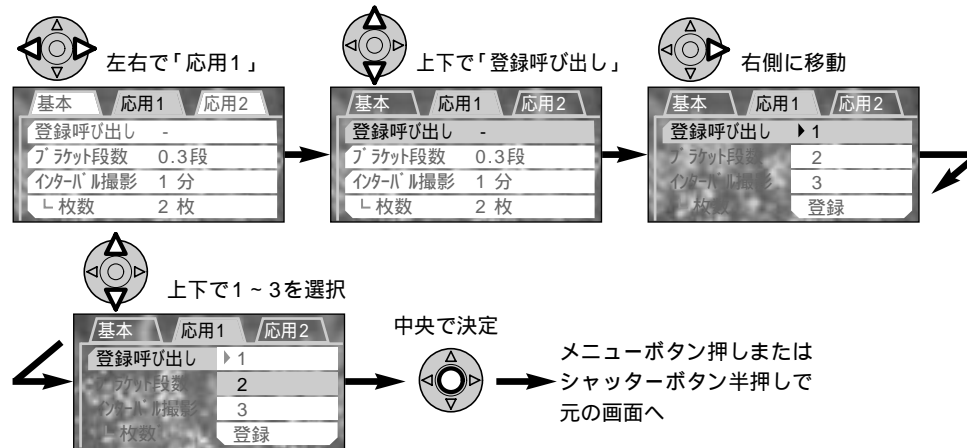 左右で「応用1」
基本 応用1 応用2
登録呼び出し -
ブラケット段数 0.3段
インターバル撮影 1 分
└ 枚数 2 枚
上下で「登録呼び出し」
基本 応用1 応用2
登録呼び出し -
ブラケット段数 0.3段
インターバル撮影 1 分
└ 枚数 2 枚
右側に移動
基本 応用1 応用2
登録呼び出し 1
ブラケット段数 2
インターバル撮影 3
└ 枚数 登録
上下で1~3を選択
基本 応用1 応用2
登録呼び出し 1
ブラケット段数 2
インターバル撮影 3
└ 枚数 登録
中央で決定
メニューボタン押しまたは
シャッターボタン半押しで
元の画面へ